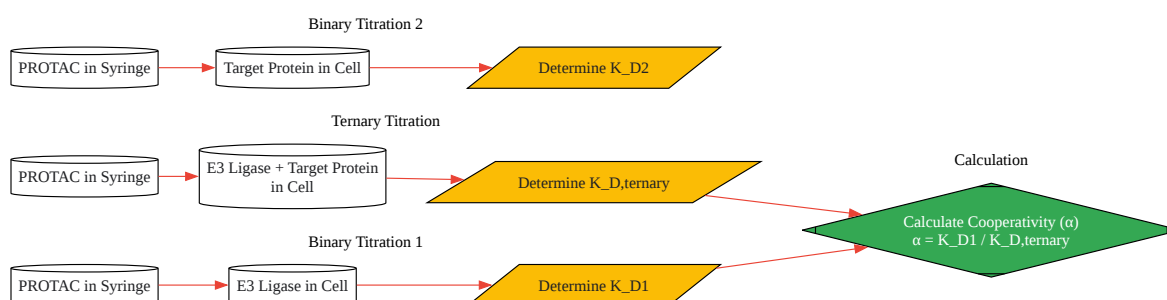 Binary Titration 2
PROTAC in Syringe
Target Protein in Cell
Determine K_D2
Ternary Titration
PROTAC in Syringe
E3 Ligase + Target Protein
in Cell
Determine K_D,ternary
Calculation
Calculate Cooperativity (α)
α = K_D1 / K_D,ternary
Binary Titration 1
PROTAC in Syringe
E3 Ligase in Cell
Determine K_D1